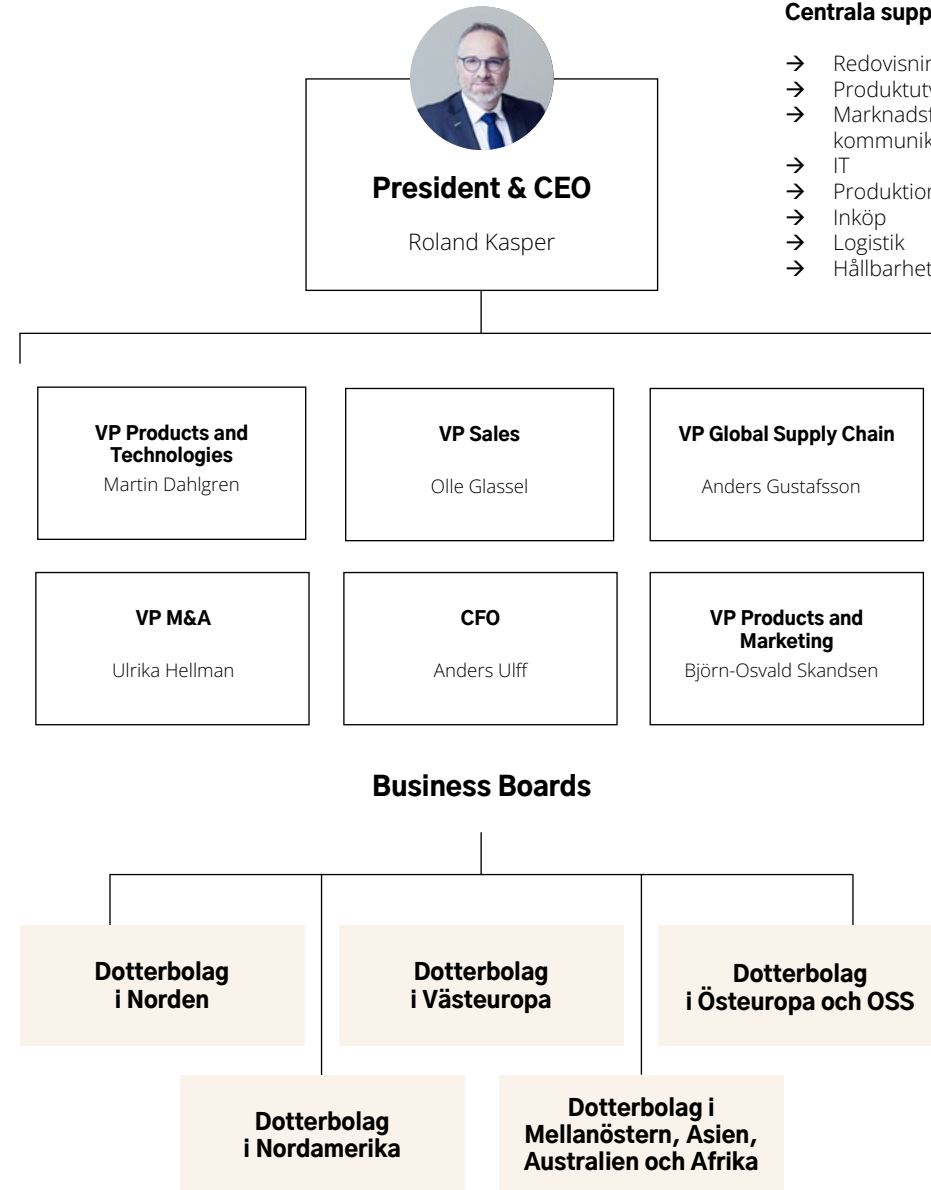 Centrala
→ IT
→ Inköp
→ Logistik
→ Hållbarhet
President & CEO
Roland Kasper
VP Products and
Technologies
Martin Dahlgren
VP Sales
Olle Glassel
VP Global Supply Chain
Anders Gustafsson
VP M&A
Ulrika Hellman
CFO
Anders Ulff
VP Products and
Marketing
Björn-Osvald Skandsen
Business Boards
Dotterbolag
i Norden
Dotterbolag
i Västeuropa
Dotterbolag
i Östeuropa och OSS
Dotterbolag
i Nordamerika
Dotterbolag i
Mellanöstern, Asien,
Australien och Afrika